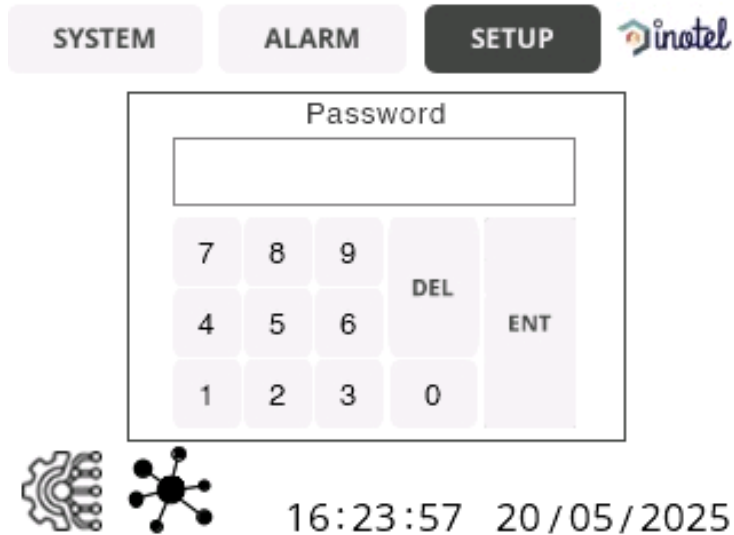 SYSTEM ALARM SETUP inotel
Password
7 8 9 DEL
4 5 6 ENT
1 2 3 0
16:23:57 20/05/2025